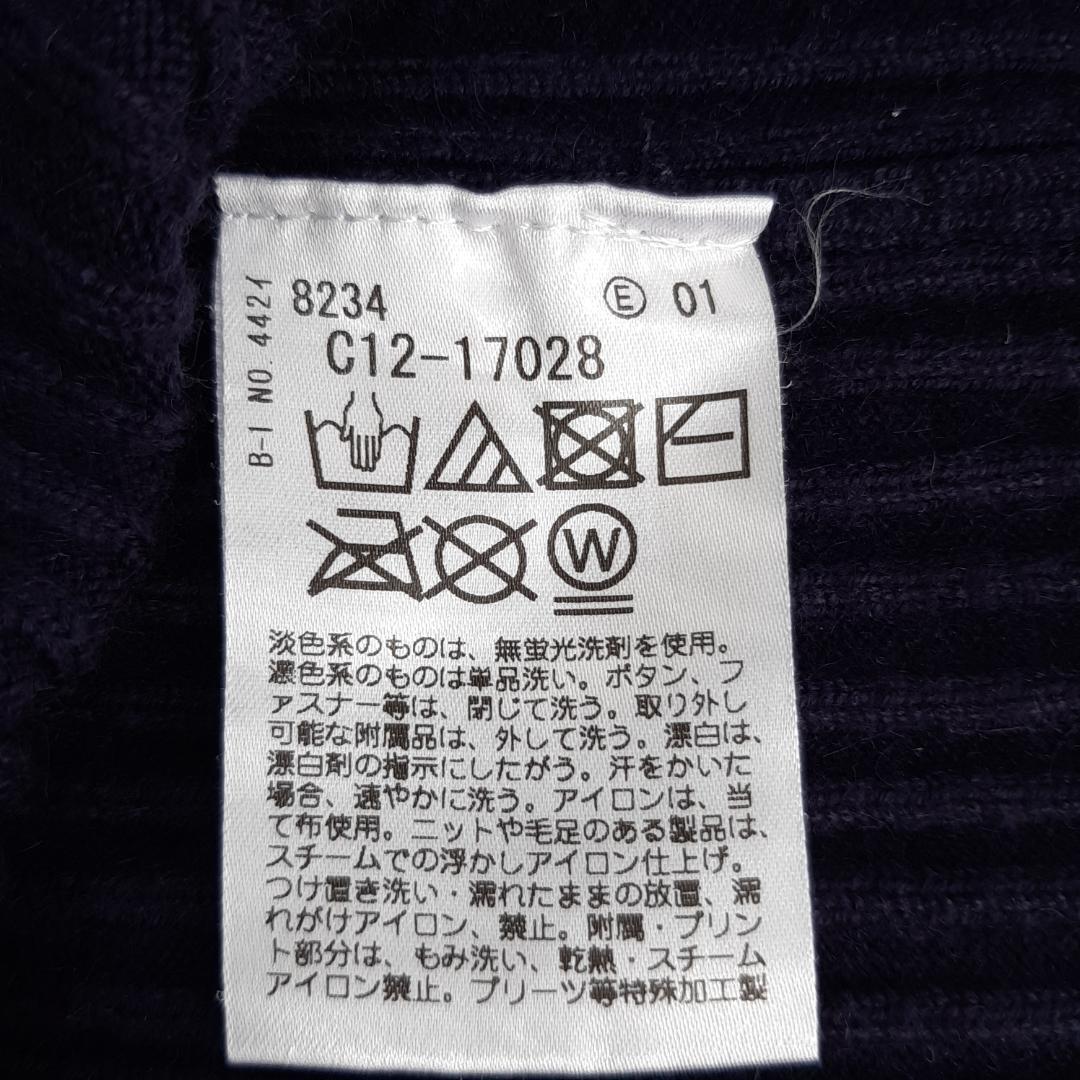 B-1 NO. 442イ
8234
Ⓔ 01
C12-17028
W
淡色系のものは、無蛍光洗剤を使用。
濃色系のものは単品洗い。ボタン、フ
ァスナー等は、閉じて洗う。取り外し
可能な附属品は、外して洗う。漂白は、
漂白剤の指示にしたがう。汗をかいた
場合、速やかに洗う。アイロンは、当
て布使用。ニットや毛足のある製品は、
スチームでの浮かしアイロン仕上げ。
つけ置き洗い・濡れたままの放置、濡
れがけアイロン、禁止。附属・プリン
ト部分は、もみ洗い、乾熱・スチーム
アイロン禁止。プリーツ等特殊加工製